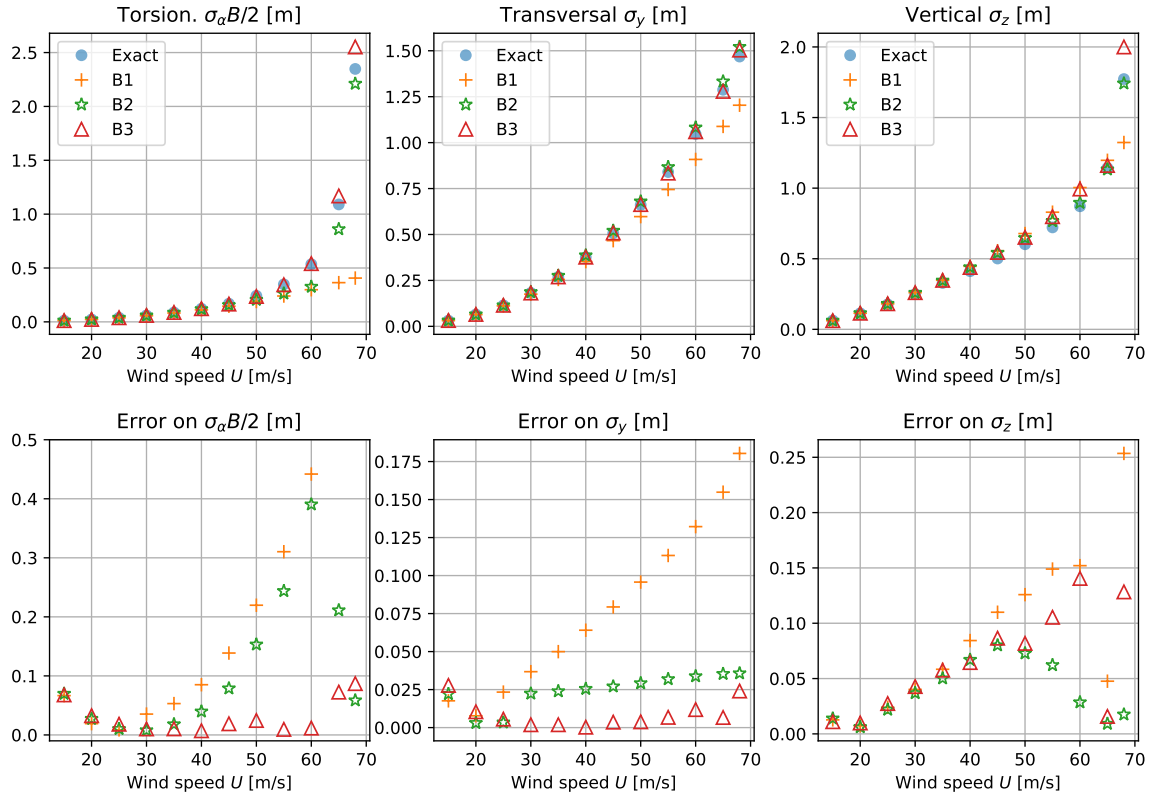 Torsion. σ_αB/2 [m]
2.5
2.0
1.5
1.0
0.5
0.0
Exact
B1
B2
B3
20 30 40 50 60 70
Wind speed U [m/s]
Transversal σ_y
1.50
1.25
1.00
0.75
0.50
0.25
0.00
Exact
B1
B2
B3
20 30 40 50 60 70
Wind speed U [m/s]
Vertical σ_z [m]
2.0
1.5
1.0
0.5
0.0
Exact
B1
B2
B3
20 30 40 50 60 70
Wind speed U [m/s]
Error on σ_αB/2 [m]
0.5
0.4
0.3
0.2
0.1
0.0
20 30 40 50 60 70
Wind speed U [m/s]
Error on σ_y [m]
0.175
0.150
0.125
0.100
0.075
0.050
0.025
0.000
20 30 40 50 60 70
Wind speed U [m/s]
Error on σ_z [m]
0.25
0.20
0.15
0.10
0.05
0.00
20 30 40 50 60 70
Wind speed U [m/s]